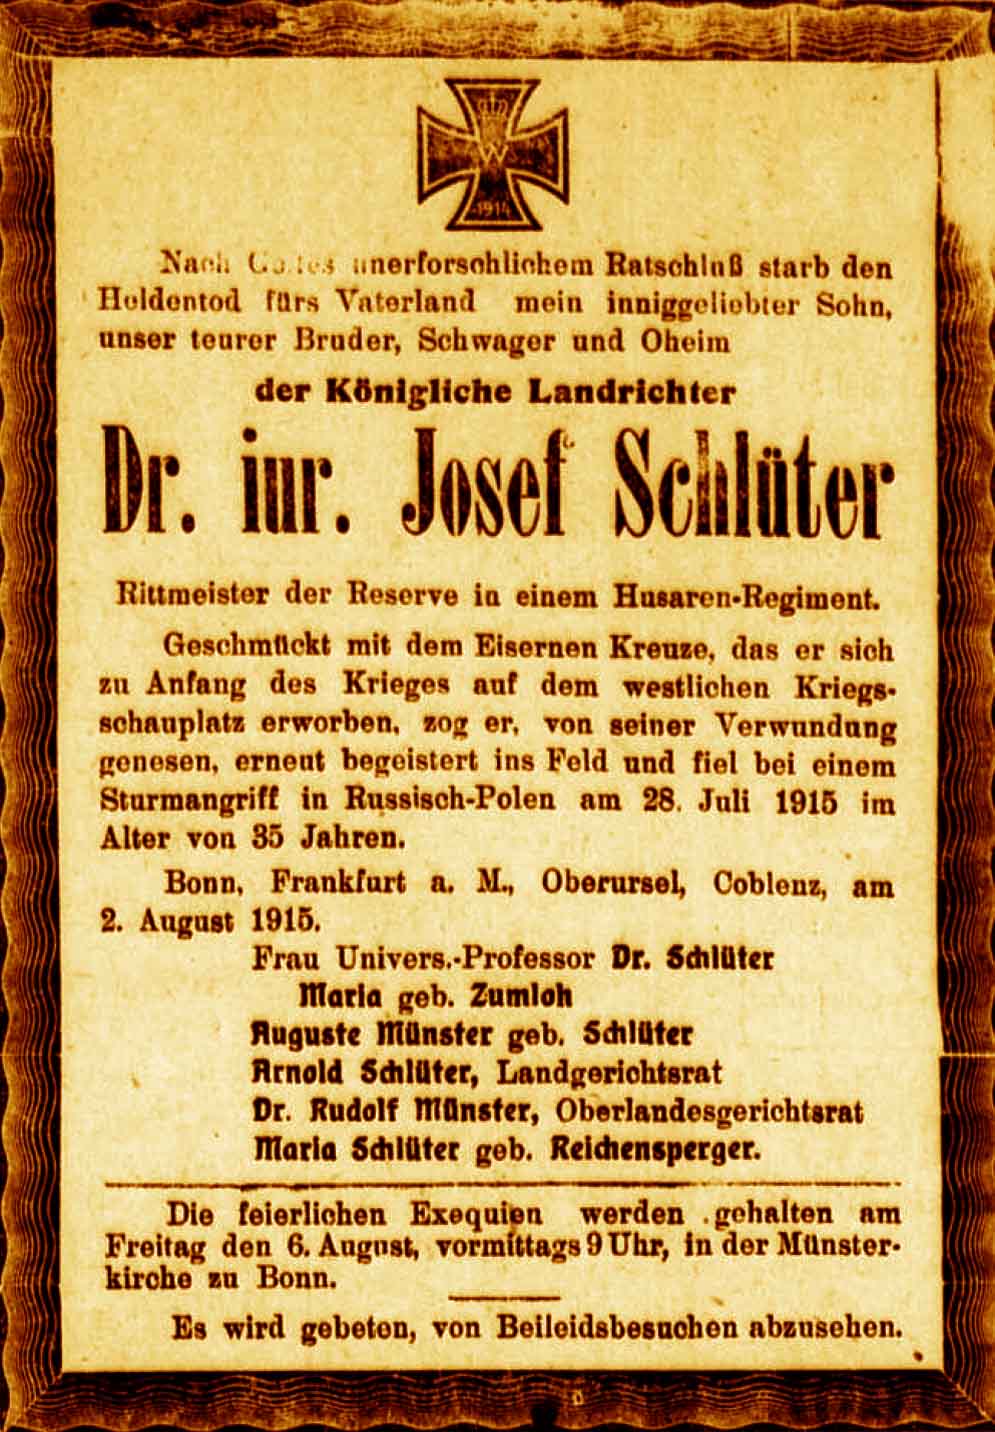 W
1914
Nach Gottes unerforschlichem Ratschluß starb den
Heldentod fürs Vaterland mein inniggeliebter Sohn,
unser teurer Bruder, Schwager und Oheim
der Königliche Landrichter
Dr. iur. Josef Schlüter
Rittmeister der Reserve in einem Husaren-Regiment.
Geschmückt mit dem Eisernen Kreuze, das er sich
zu Anfang des Krieges auf dem westlichen Kriegs-
schauplatz erworben, zog er, von seiner Verwundung
genesen, erneut begeistert ins Feld und fiel bei einem
Sturmangriff in Russisch-Polen am 28. Juli 1915 im
Alter von 35 Jahren.
Bonn, Frankfurt a. M., Oberursel, Coblenz, am
2. August 1915.
Frau Univers.-Professor Dr. Schlüter
Maria geb. Zumloh
Auguste Münster geb. Schlüter
Arnold Schlüter, Landgerichtsrat
Dr. Rudolf Münster, Oberlandesgerichtsrat
Maria Schlüter geb. Reichensperger.
Die feierlichen Exequien werden gehalten am
Freitag den 6. August, vormittags 9 Uhr, in der Münster-
kirche zu Bonn.
Es wird gebeten, von Beileidsbesuchen abzusehen.